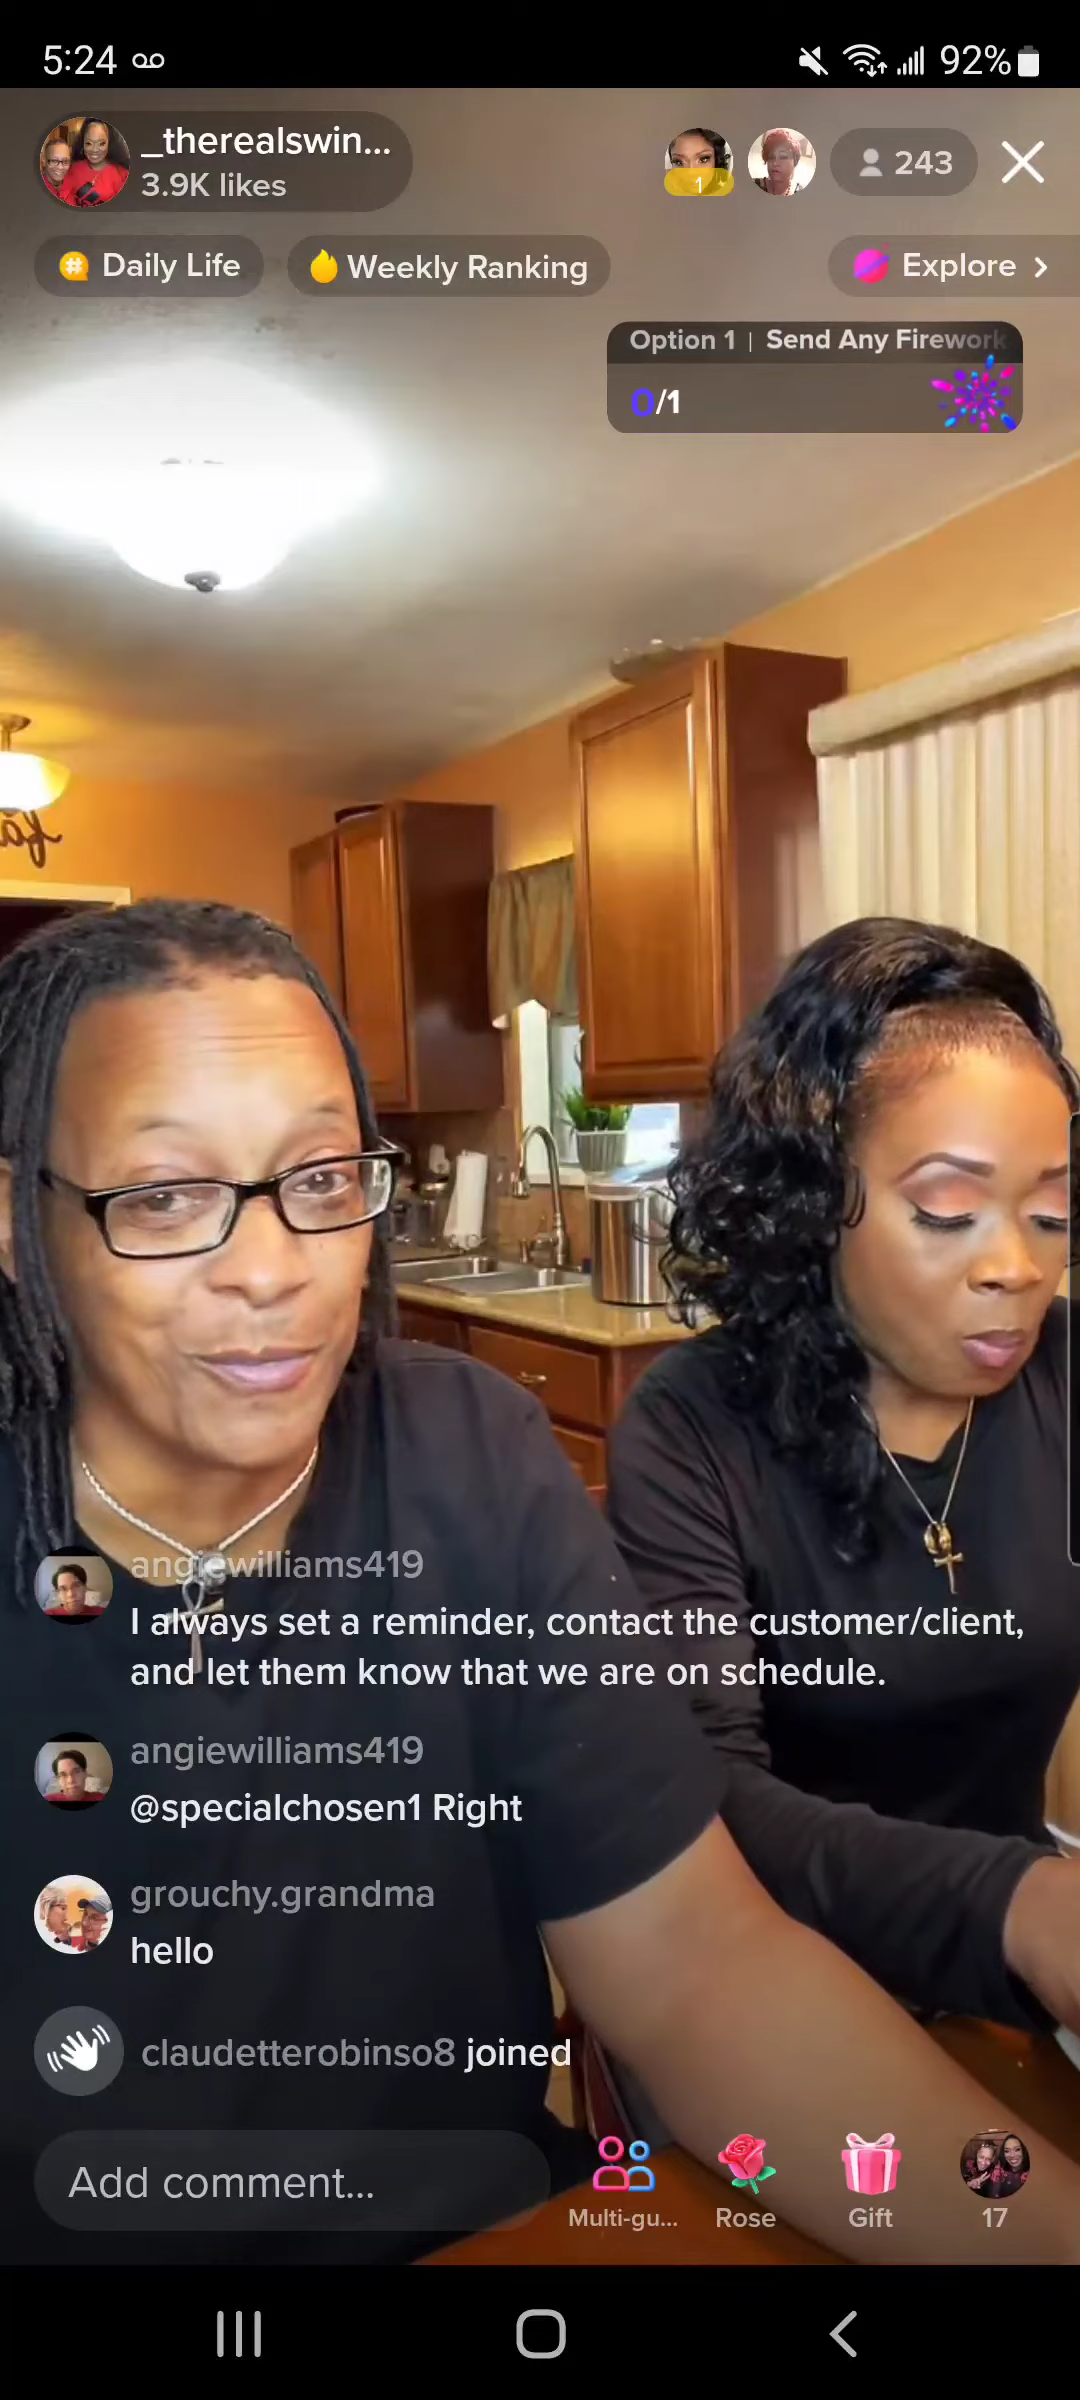 5:24
92%
_therealswin...
3.9K likes
1
243
Daily Life
Weekly Ranking
Explore
Option 1 | Send Any Firework
0/1
angiewilliams419
I always set a reminder, contact the customer/client,
and let them know that we are on schedule.
angiewilliams419
@specialchosen1 Right
grouchy.grandma
hello
claudetterobinso8 joined
Add comment...
Multi-gu...
Rose
Gift
17